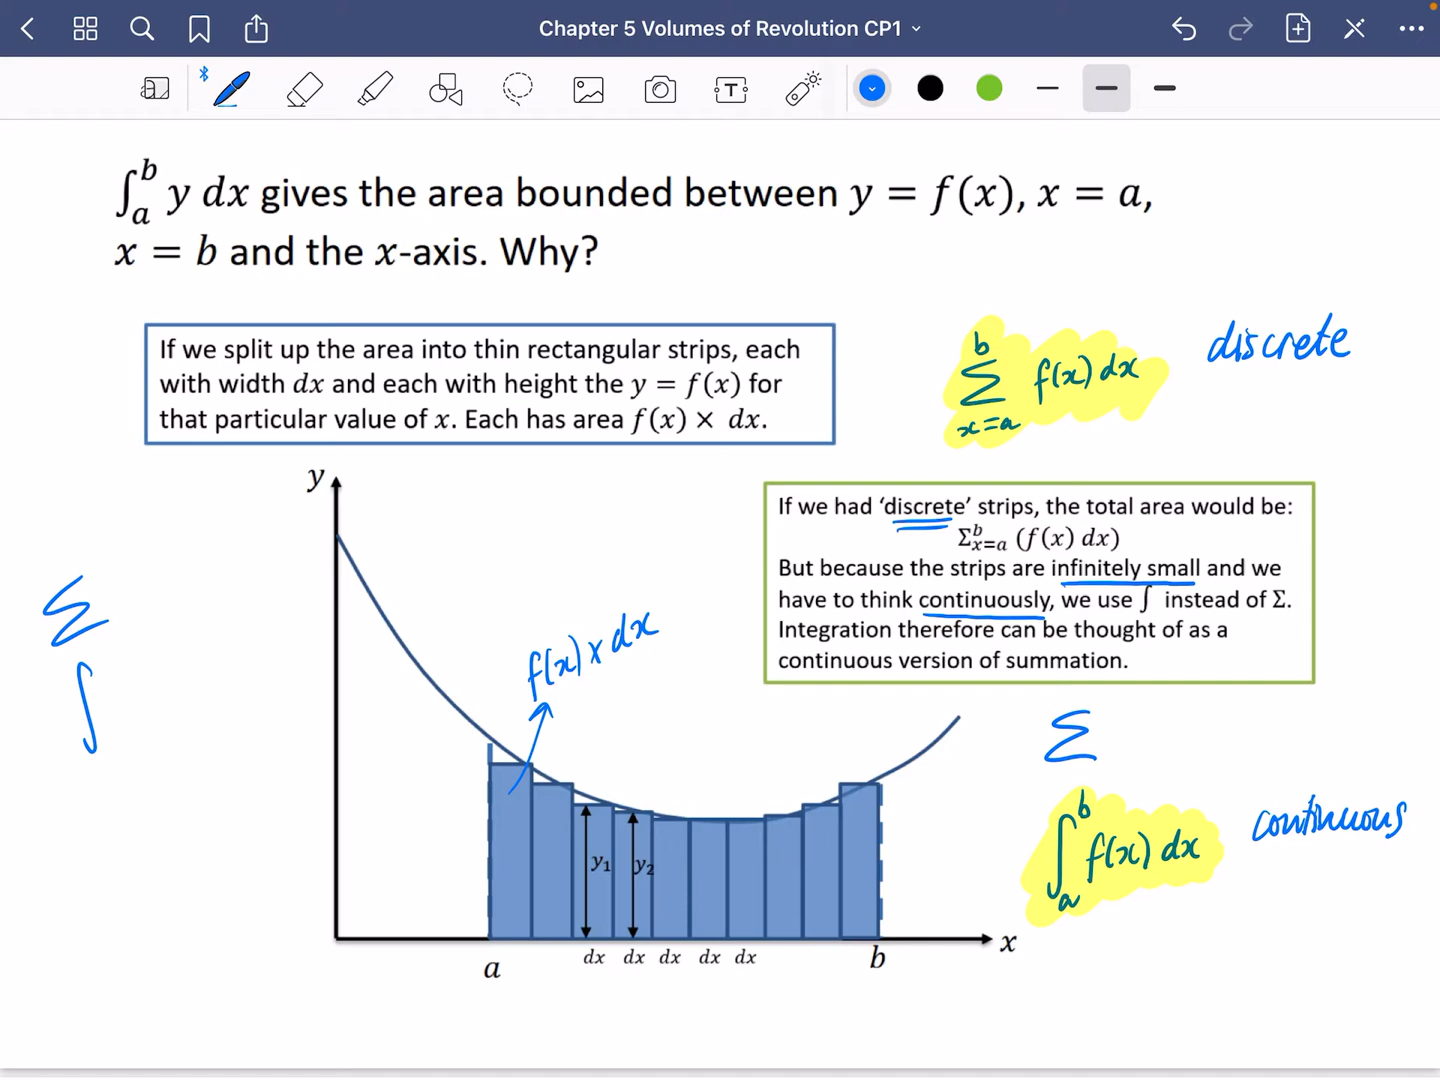 Chapter 5 Volumes of Revolution CP1
T
∫ₐᵇ y dx gives the area bounded between y = f(x), x = a,
x = b and the x-axis. Why?
If we split up the area into thin rectangular strips, each
with width dx and each with height the y = f(x) for
that particular value of x. Each has area f(x) × dx.
b
Σ f(x) dx
x=a
discrete
If we had ‘discrete’ strips, the total area would be:
Σᵇₓ₌ₐ (f(x) dx)
But because the strips are infinitely small and we
have to think continuously, we use ∫ instead of Σ.
Integration therefore can be thought of as a
continuous version of summation.
y
Σ
∫
f(x) x dx
Σ
∫ₐᵇ f(x) dx
continuous
y₁ y₂
x
dx dx dx dx dx
a b